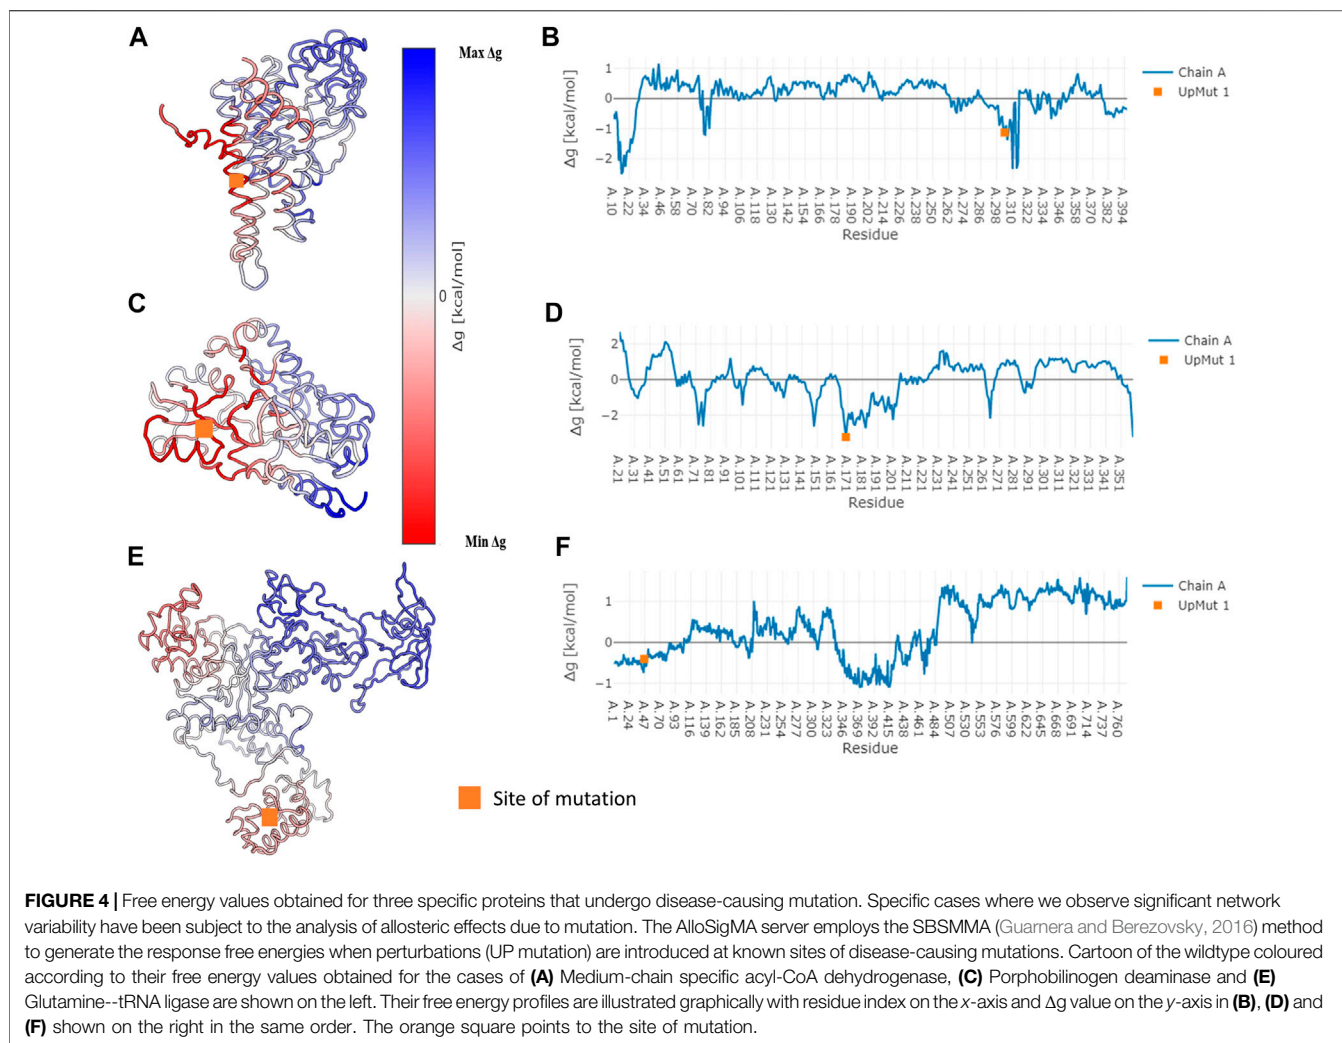 A
Max Δg
0
Δg [kcal/mol]
Min Δg
B
1
0
−1
−2
Δg [kcal/mol]
A.10 A.22 A.34 A.46 A.58 A.70 A.82 A.94 A.106 A.118 A.130 A.142 A.154 A.166 A.178 A.190 A.202 A.214 A.226 A.238 A.250 A.262 A.274 A.286 A.298 A.310 A.322 A.334 A.346 A.358 A.370 A.382 A.394
Residue
Chain A
UpMut 1
C
D
2
0
−2
Δg [kcal/mol]
A.21 A.31 A.41 A.51 A.61 A.71 A.81 A.91 A.101 A.111 A.121 A.131 A.141 A.151 A.161 A.171 A.181 A.191 A.201 A.211 A.221 A.231 A.241 A.251 A.261 A.271 A.281 A.291 A.301 A.311 A.321 A.331 A.341 A.351
Residue
Chain A
UpMut 1
E
F
1
0
−1
Δg [kcal/mol]
A.1 A.24 A.47 A.70 A.93 A.116 A.139 A.162 A.185 A.208 A.231 A.254 A.277 A.300 A.323 A.346 A.369 A.392 A.415 A.438 A.461 A.484 A.507 A.530 A.553 A.576 A.599 A.622 A.645 A.668 A.691 A.714 A.737 A.760
Residue
Chain A
UpMut 1
Site of mutation
FIGURE 4 | Free energy values obtained for three specific proteins that undergo disease-causing mutation. Specific cases where we observe significant network
variability have been subject to the analysis of allosteric effects due to mutation. The AlloSigMA server employs the SBSMMA (Guarnera and Berezovsky, 2016) method
to generate the response free energies when perturbations (UP mutation) are introduced at known sites of disease-causing mutations. Cartoon of the wildtype coloured
according to their free energy values obtained for the cases of (A) Medium-chain specific acyl-CoA dehydrogenase, (C) Porphobilinogen deaminase and (E)
Glutamine--tRNA ligase are shown on the left. Their free energy profiles are illustrated graphically with residue index on the x-axis and Δg value on the y-axis in (B), (D) and
(F) shown on the right in the same order. The orange square points to the site of mutation.